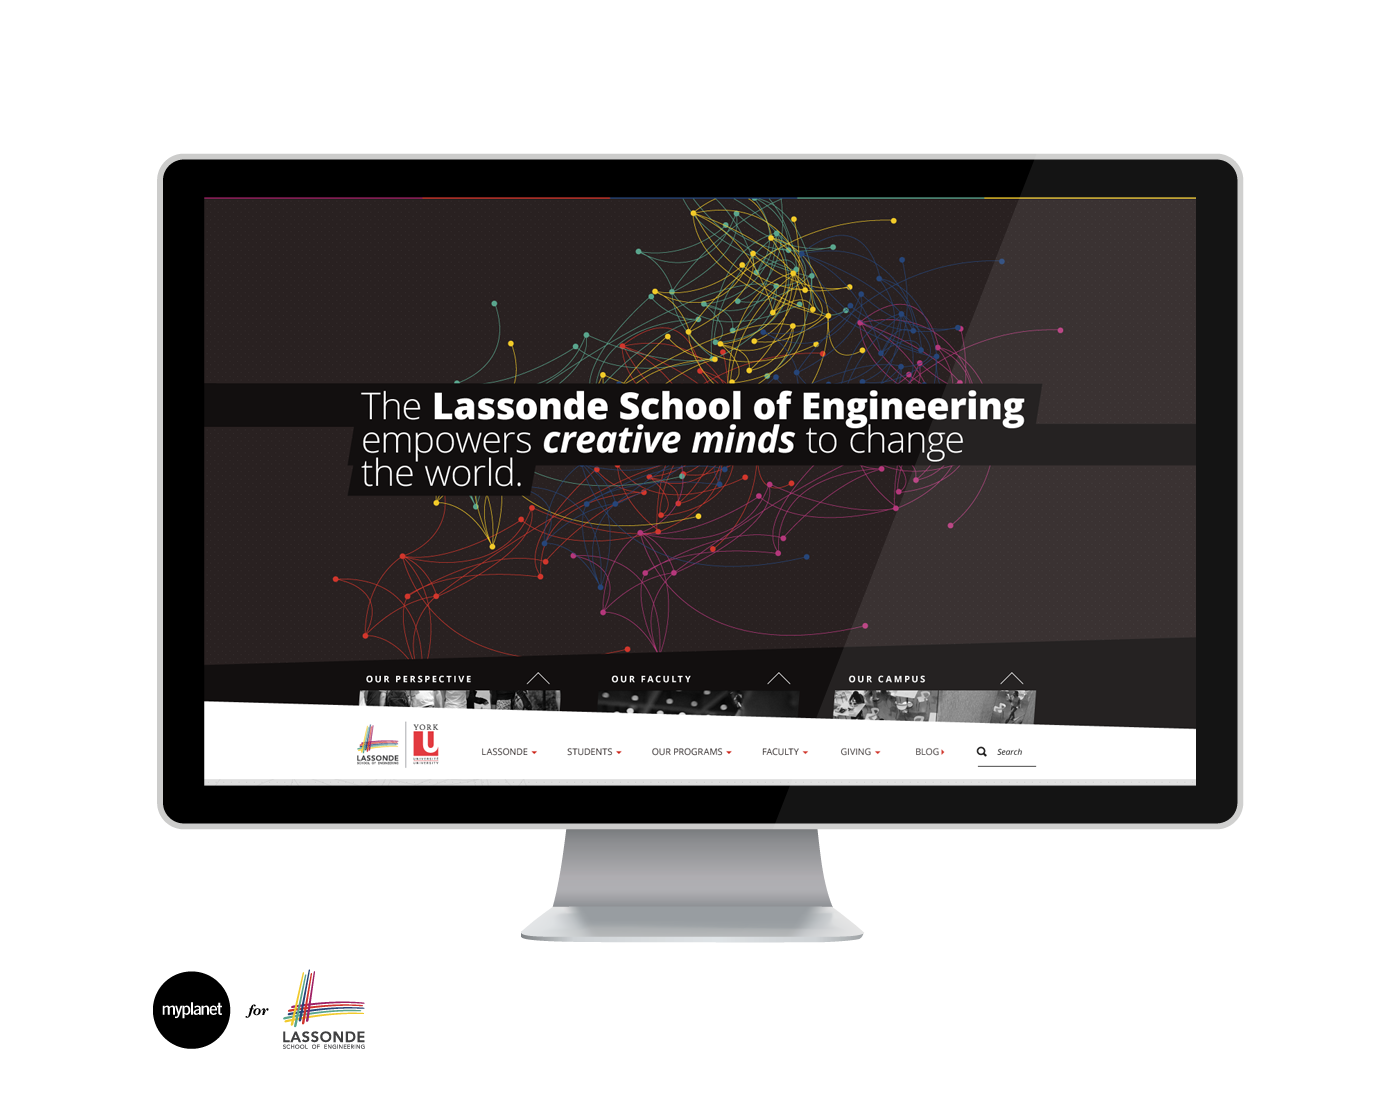 The Lassonde School of Engineering
empowers creative minds to change
the world.
OUR PERSPECTIVE
OUR FACULTY
OUR CAMPUS
LASSONDE
SCHOOL OF ENGINEERING
YORK
U
UNIVERSITÉ
UNIVERSITY
LASSONDE
STUDENTS
OUR PROGRAMS
FACULTY
GIVING
BLOG
Search
myplanet
for
LASSONDE
SCHOOL OF ENGINEERING